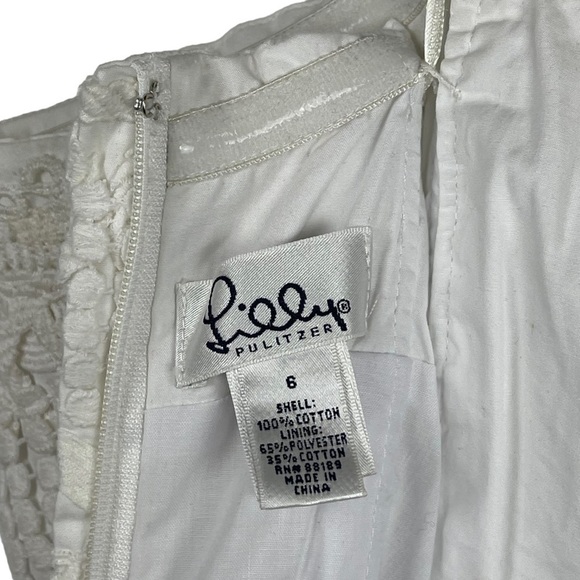 Lilly®
PULITZER
6
SHELL:
100% COTTON
LINING:
65% POLYESTER
35% COTTON
RN# 88189
MADE IN
CHINA